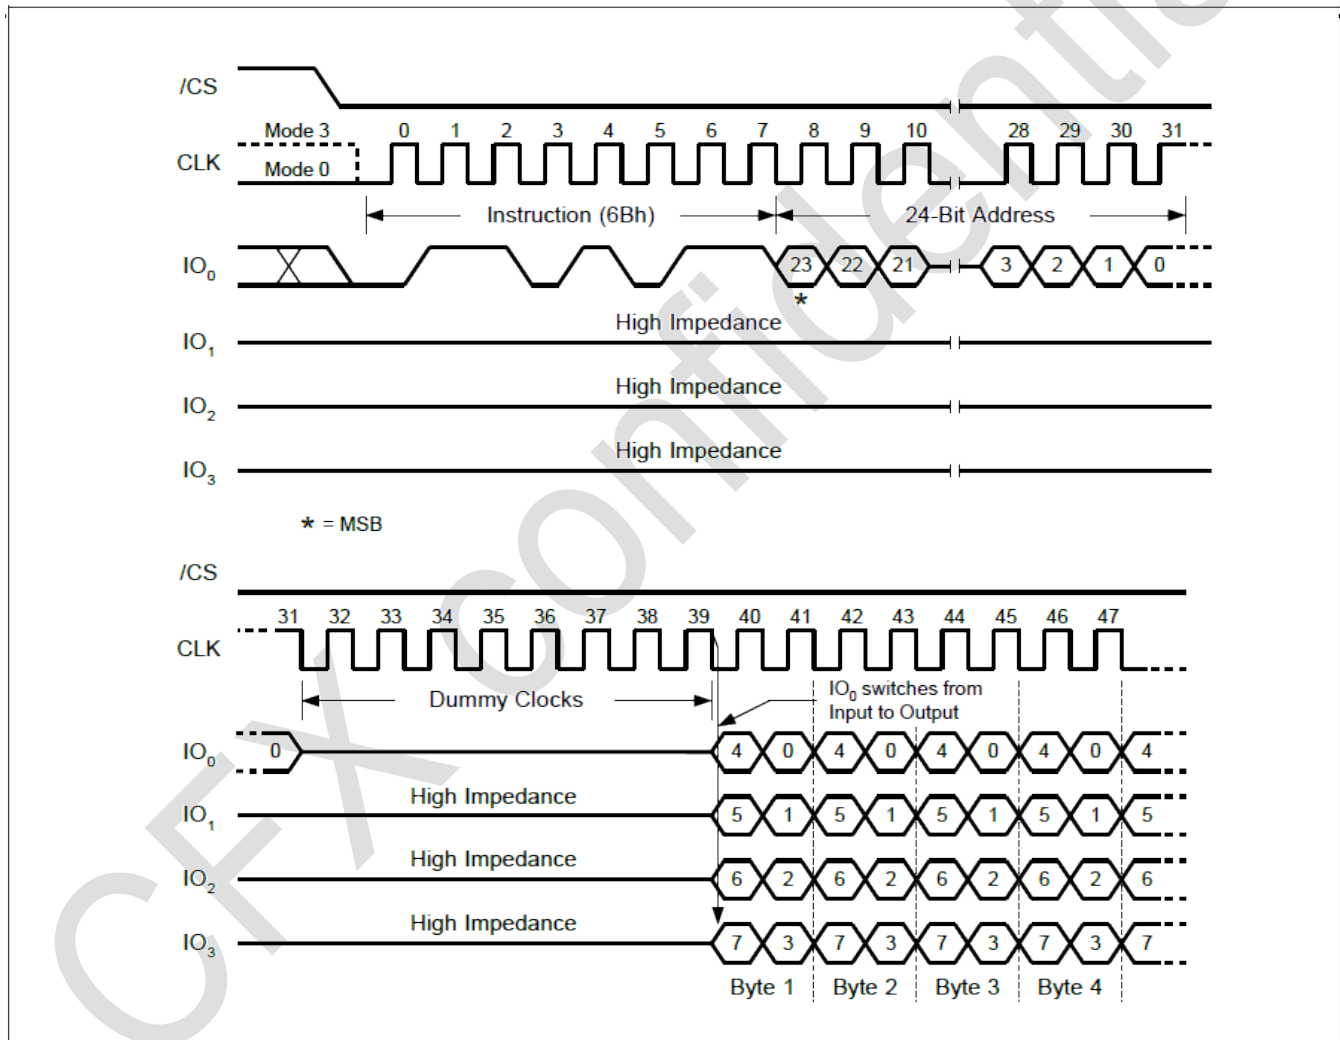 /CS
Mode 3 0 1 2 3 4 5 6 7 8 9 10 28 29 30 31
CLK
Mode 0
Instruction (6Bh) 24-Bit Address
IO0 23 22 21 3 2 1 0
*
High Impedance
IO1
High Impedance
IO2
High Impedance
IO3
* = MSB
/CS
31 32 33 34 35 36 37 38 39 40 41 42 43 44 45 46 47
CLK
Dummy Clocks
IO0 switches from
Input to Output
IO0 0 4 0 4 0 4 0 4 0 4
High Impedance
IO1 5 1 5 1 5 1 5 1 5
High Impedance
IO2 6 2 6 2 6 2 6 2 6
High Impedance
IO3 7 3 7 3 7 3 7 3 7
Byte 1 Byte 2 Byte 3 Byte 4
CFX confidenti